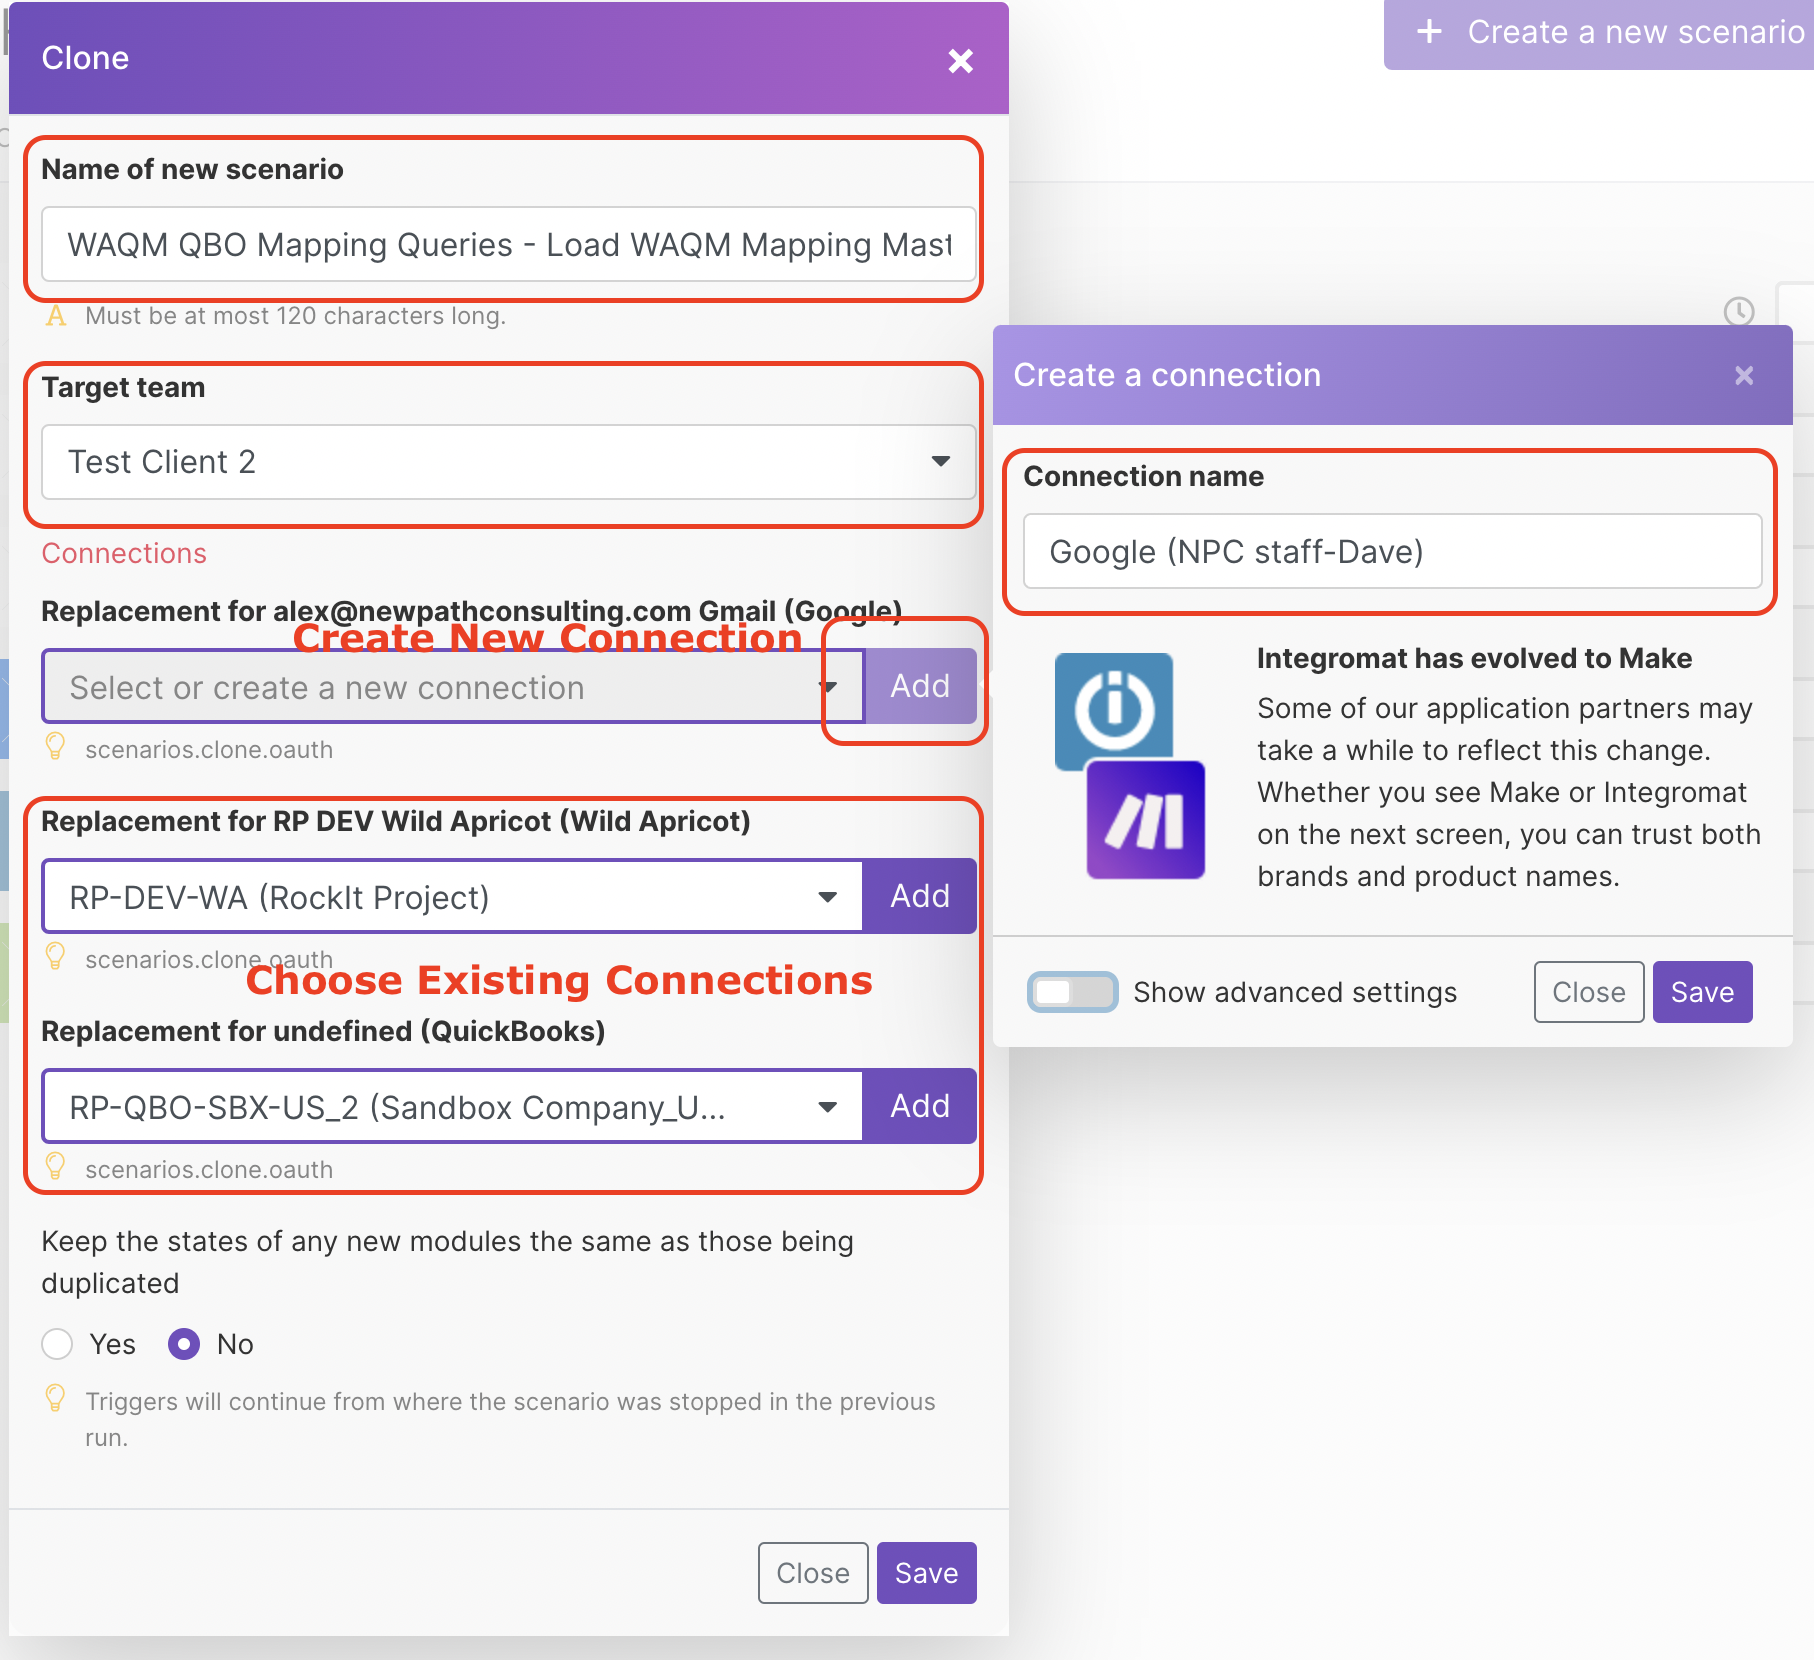 Clone
Name of new scenario
WAQM QBO Mapping Queries - Load WAQM Mapping Mast
A Must be at most 120 characters long.
Target team
Test Client 2
Connections
Replacement for alex@newpathconsulting.com Gmail (Google)
Create New Connection
Select or create a new connection
Add
scenarios.clone.oauth
Replacement for RP DEV Wild Apricot (Wild Apricot)
RP-DEV-WA (RockIt Project)
Add
scenarios.clone.oauth
Choose Existing Connections
Replacement for undefined (QuickBooks)
RP-QBO-SBX-US_2 (Sandbox Company_U...
Add
scenarios.clone.oauth
Keep the states of any new modules the same as those being
duplicated
Yes No
Triggers will continue from where the scenario was stopped in the previous
run.
Close Save
+ Create a new scenario
Create a connection
Connection name
Google (NPC staff-Dave)
Integromat has evolved to Make
Some of our application partners may
take a while to reflect this change.
Whether you see Make or Integromat
on the next screen, you can trust both
brands and product names.
Show advanced settings
Close Save